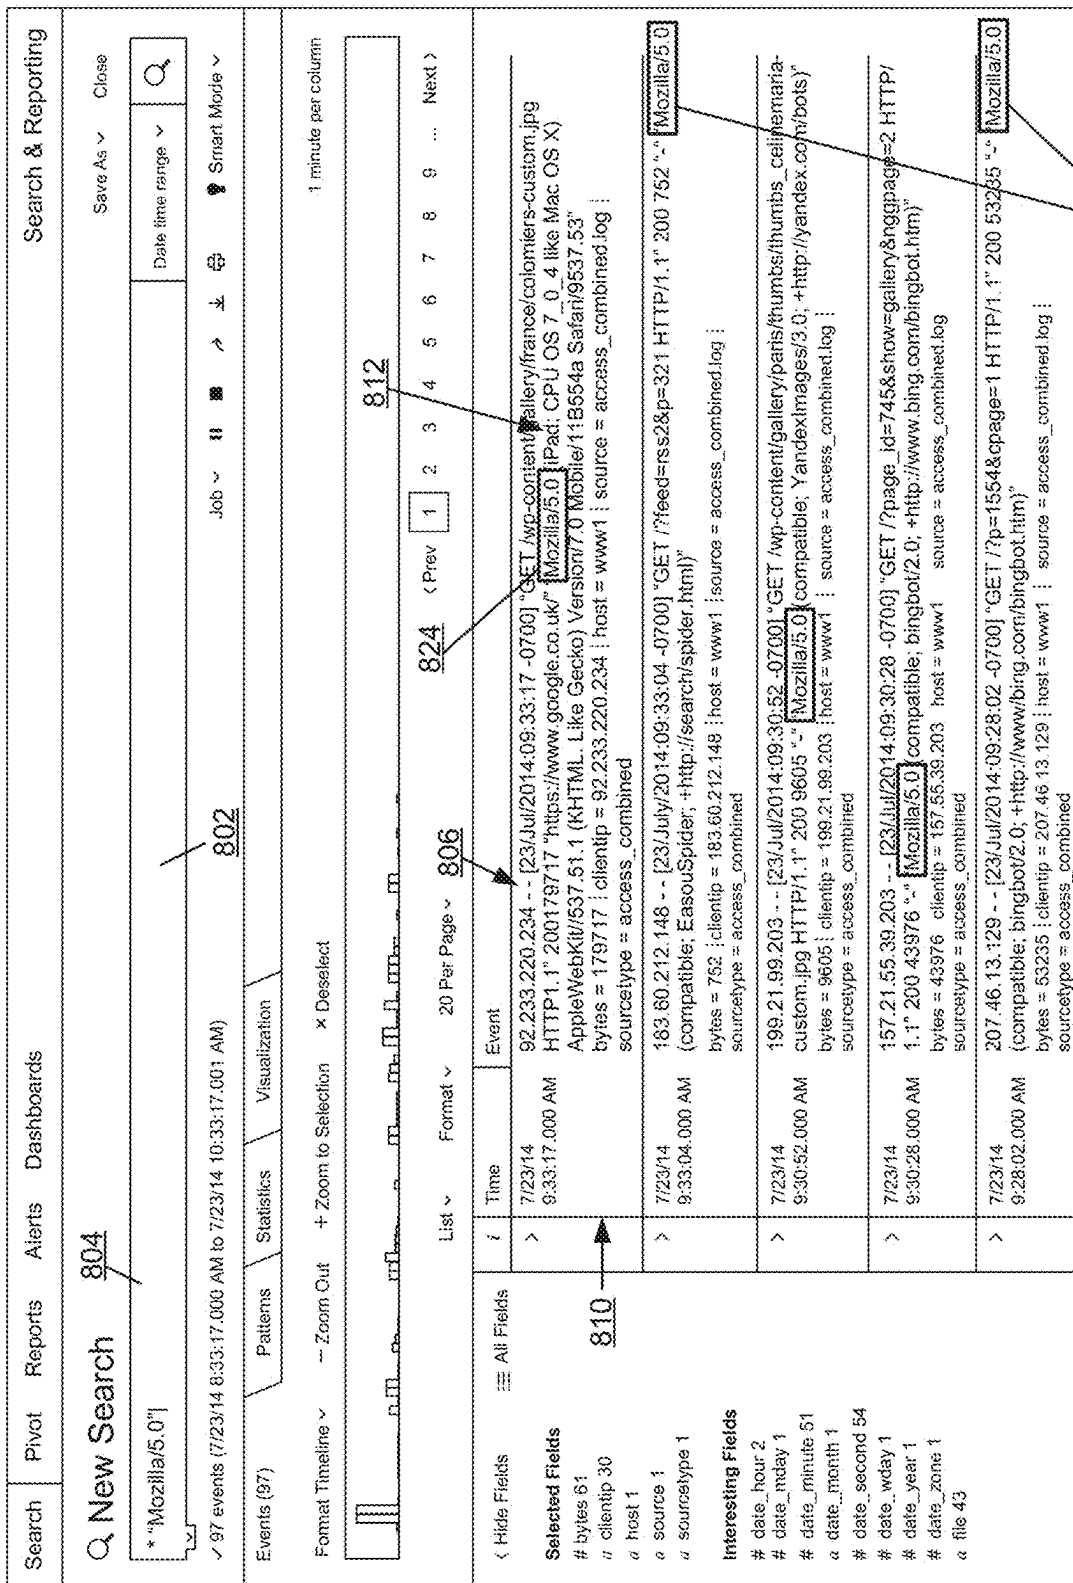 Search Pivot Reports Alerts Dashboards Search & Reporting
New Search 804 Save As Close
* "Mozilla/5.0"| Date time range
✓ 97 events (7/23/14 8:33:17.000 AM to 7/23/14 10:33:17.001 AM) 802 Job Smart Mode
Events (97) Patterns Statistics Visualization
Format Timeline − Zoom Out + Zoom to Selection × Deselect 1 minute per column
List Format 20 Per Page 806 824 < Prev 1 2 3 4 5 6 7 8 9 ... Next >
812
< Hide Fields All Fields
Selected Fields
# bytes 61
a clientip 30
a host 1
a source 1
a sourcetype 1
Interesting Fields
# date_hour 2
# date_mday 1
# date_minute 51
a date_month 1
# date_second 54
# date_wday 1
# date_year 1
# date_zone 1
a file 43
810
i Time Event
> 7/23/14
9:33:17.000 AM
92.233.220.234 - - [23/Jul/2014:09:33:17 -0700] "GET /wp-content/gallery/france/colomiers-custom.jpg
HTTP1.1" 200179717 "https://www.google.co.uk/" "Mozilla/5.0 iPad; CPU OS 7_0_4 like Mac OS X)
AppleWebKit/537.51.1 (KHTML. Like Gecko) Version/7.0 Mobile/11B554a Safari/9537.53"
bytes = 179717 | clientip = 92.233.220.234 | host = www1 | source = access_combined.log |
sourcetype = access_combined
> 7/23/14
9:33:04.000 AM
183.60.212.148 - - [23/July/2014:09:33:04 -0700] "GET /?feed=rss2&p=321 HTTP/1.1" 200 752 "-" "Mozilla/5.0
(compatible; EasouSpider; +http://search/spider.html)"
bytes = 752 | clientip = 183.60.212.148 | host = www1 | source = access_combined.log |
sourcetype = access_combined
> 7/23/14
9:30:52.000 AM
199.21.99.203 - - [23/Jul/2014:09:30:52 -0700] "GET /wp-content/gallery/paris/thumbs/thumbs_celinemaria-
custom.jpg HTTP/1.1" 200 9605 "-" "Mozilla/5.0 (compatible; YandexImages/3.0; +http://yandex.com/bots)"
bytes = 9605 | clientip = 199.21.99.203 | host = www1 | source = access_combined.log |
sourcetype = access_combined
> 7/23/14
9:30:28.000 AM
157.21.55.39.203 - - [23/Jul/2014:09:30:28 -0700] "GET /?page_id=745&show=gallery&nggpage=2 HTTP/
1.1" 200 43976 "-" "Mozilla/5.0 (compatible; bingbot/2.0; +http://www.bing.com/bingbot.htm)"
bytes = 43976 clientip = 157.55.39.203 host = www1 source = access_combined.log
sourcetype = access_combined
> 7/23/14
9:28:02.000 AM
207.46.13.129 - - [23/Jul/2014:09:28:02 -0700] "GET /?p=1554&cpage=1 HTTP/1.1" 200 53235 "-" "Mozilla/5.0
(compatible; bingbot/2.0; +http://www/bing.com/bingbot.htm)"
bytes = 53235 | clientip = 207.46.13.129 | host = www1 | source = access_combined.log |
sourcetype = access_combined